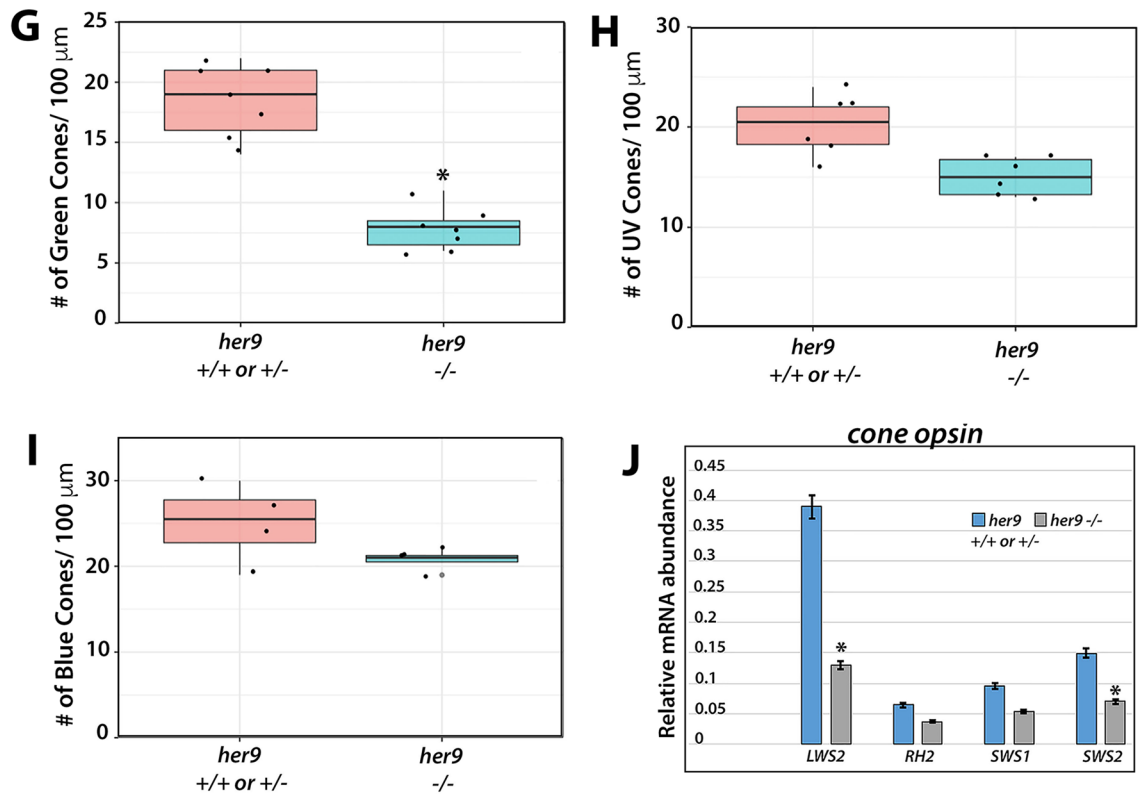 G
# of Green Cones/ 100 μm
25
20
15
10
5
0
*
her9
+/+ or +/-
her9
-/-
H
# of UV Cones/ 100 μm
30
20
10
0
her9
+/+ or +/-
her9
-/-
I
# of Blue Cones/ 100 μm
30
20
10
0
her9
+/+ or +/-
her9
-/-
J
cone opsin
Relative mRNA abundance
0.45
0.4
0.35
0.3
0.25
0.2
0.15
0.1
0.05
0
her9 her9 -/-
+/+ or +/-
*
*
LWS2 RH2 SWS1 SWS2